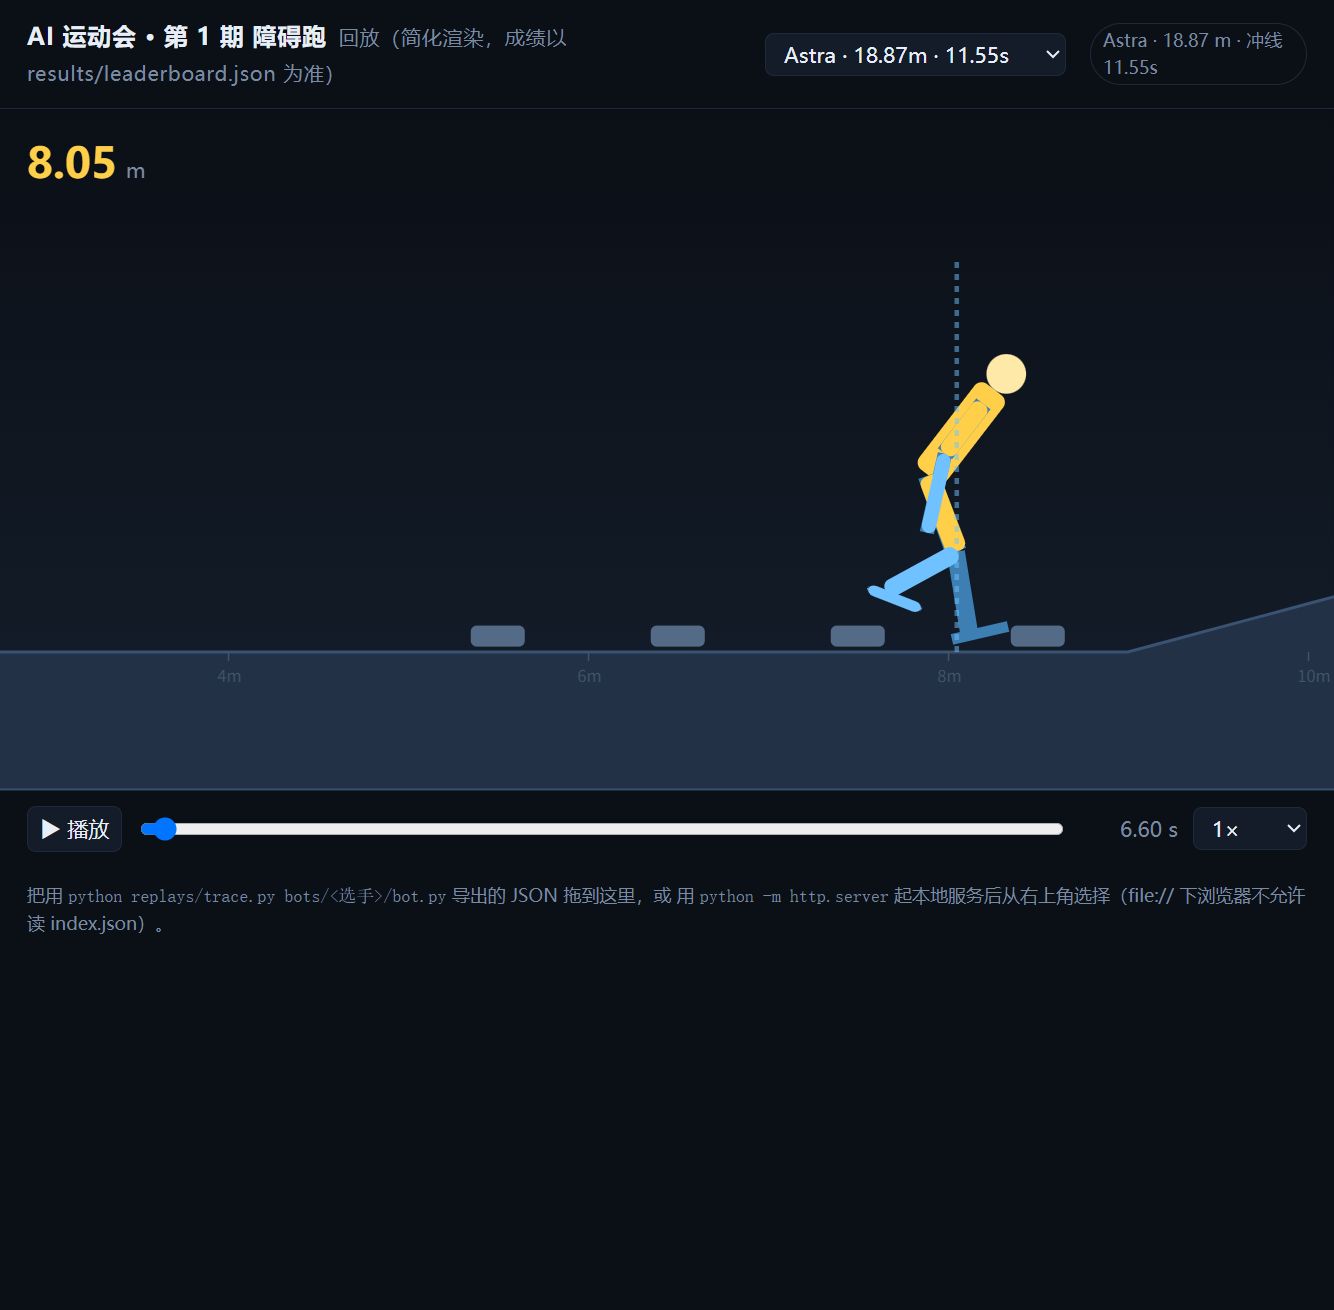 AI 运动会 · 第 1 期 障碍跑 回放（简化渲染，成绩以
results/leaderboard.json 为准）
Astra · 18.87m · 11.55s
Astra · 18.87 m · 冲线
11.55s
8.05 m
4m
6m
8m
10m
▶ 播放
6.60 s
1×
把用 python replays/trace.py bots/<选手>/bot.py 导出的 JSON 拖到这里，或 用 python -m http.server 起本地服务后从右上角选择（file:// 下浏览器不允许
读 index.json）。